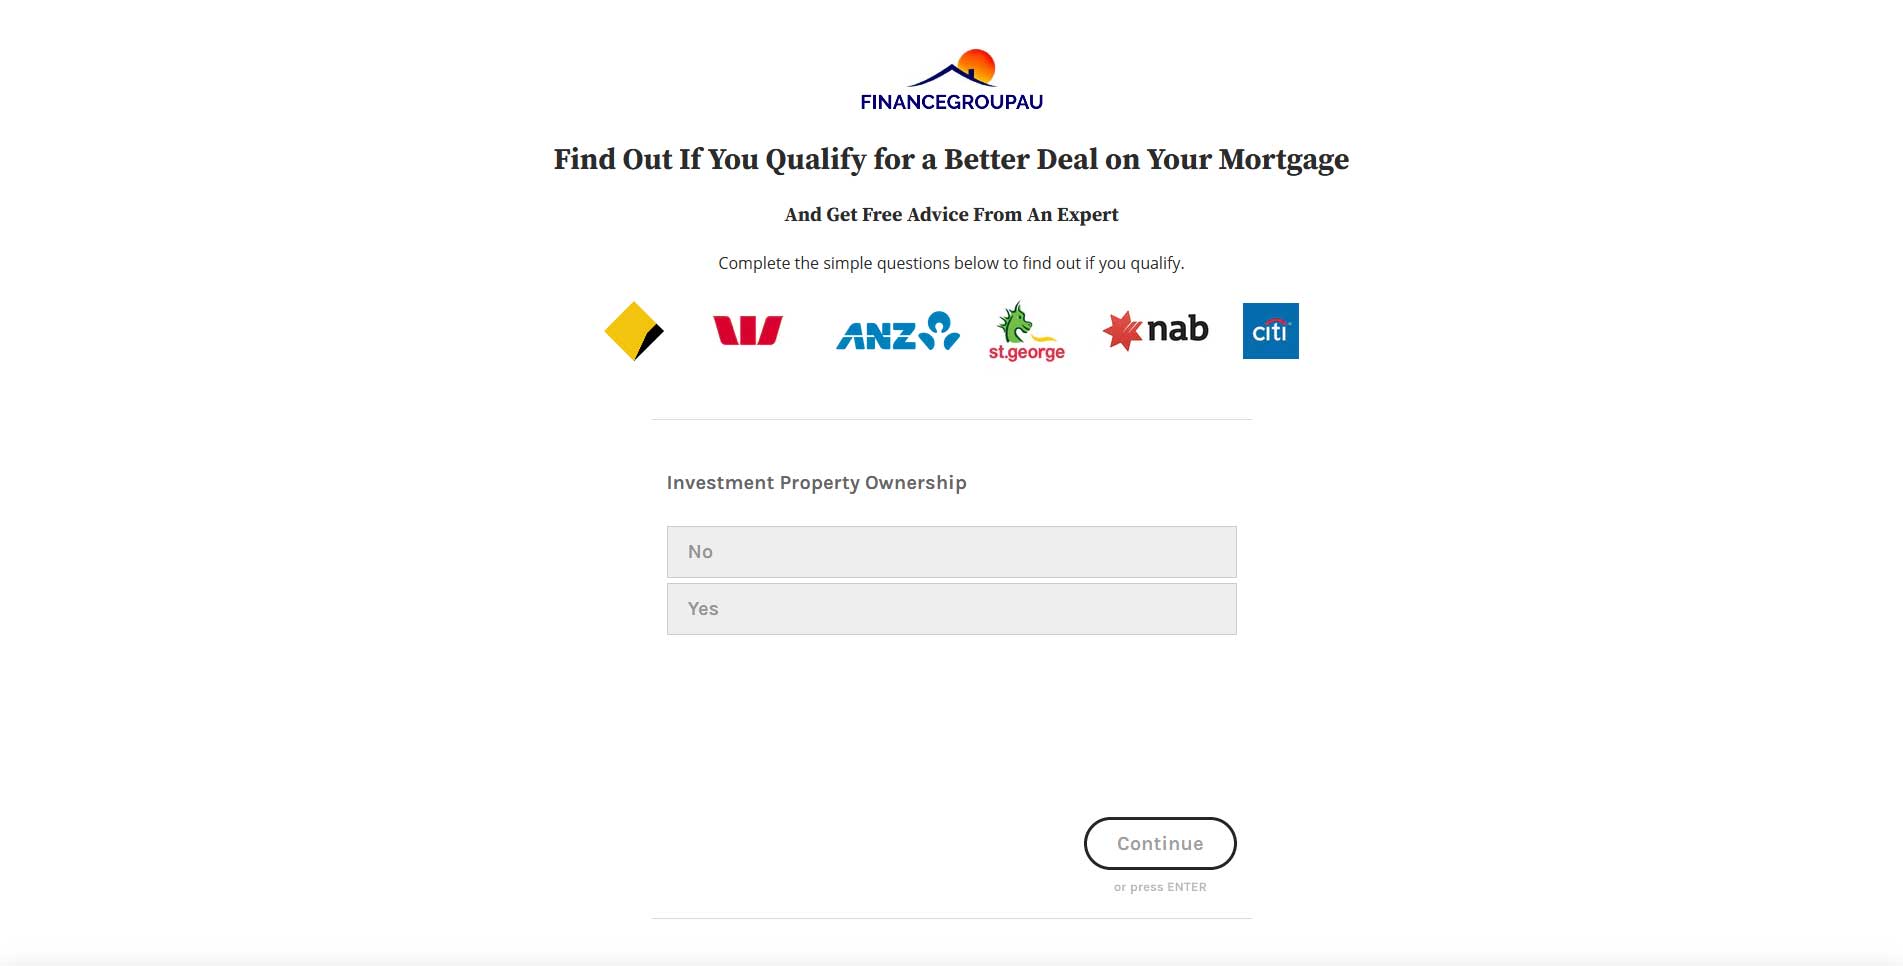 FINANCEGROUPAU
Find Out If You Qualify for a Better Deal on Your Mortgage
And Get Free Advice From An Expert
Complete the simple questions below to find out if you qualify.
ANZ
st.george
nab
citi
Investment Property Ownership
No
Yes
Continue
or press ENTER